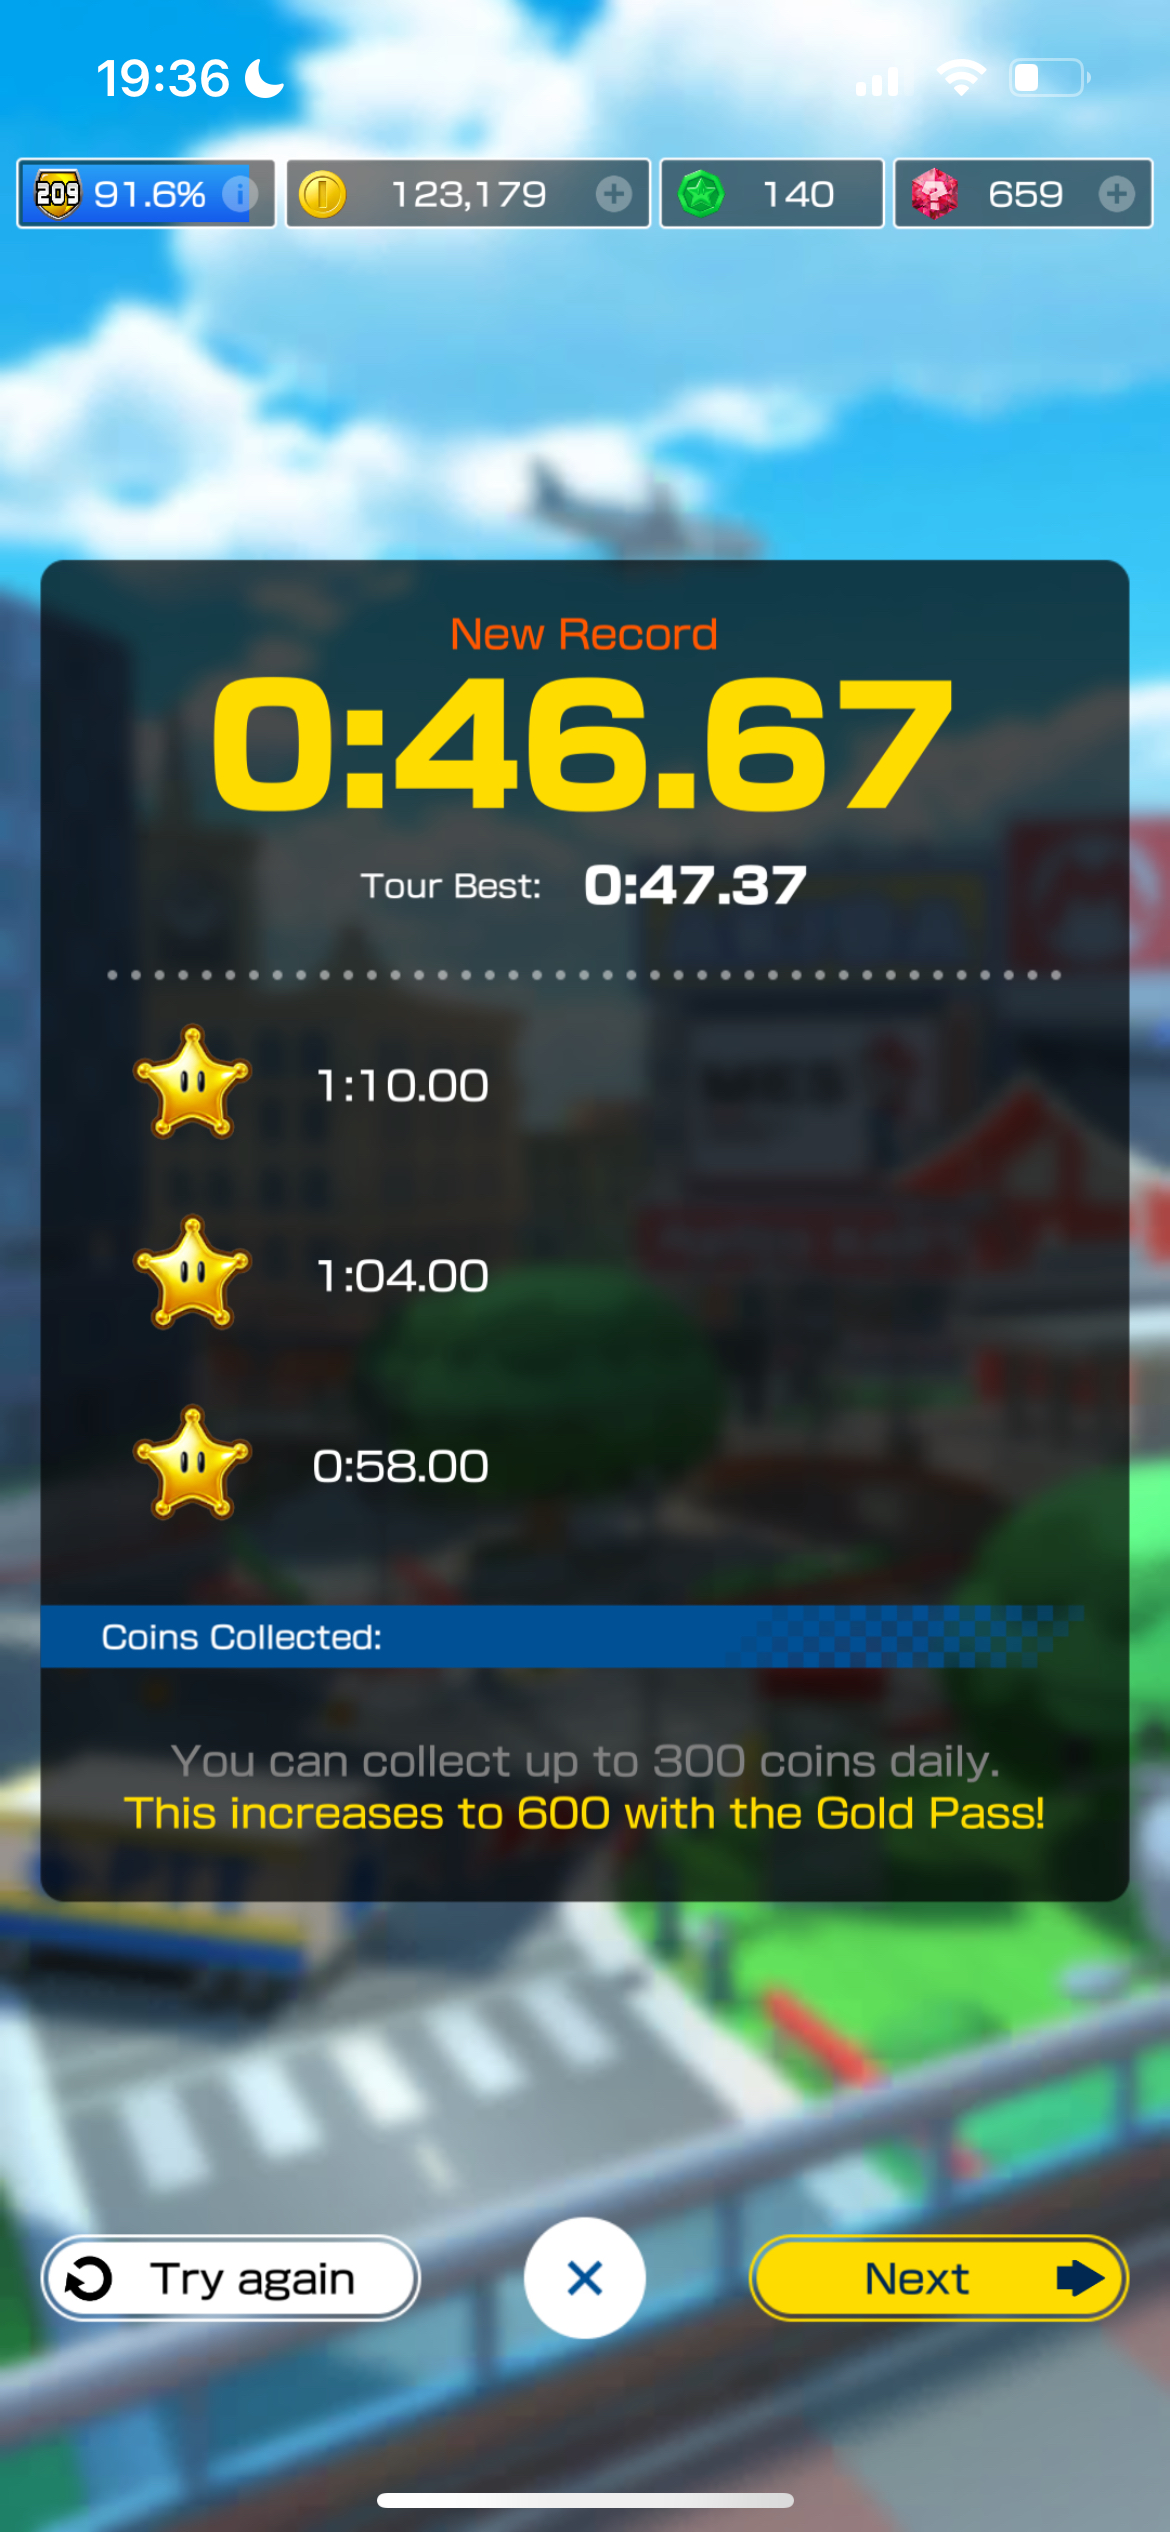 19:36
209 91.6% i 123,179 + 140 659 +
New Record
0:46.67
Tour Best: 0:47.37
1:10.00
1:04.00
0:58.00
Coins Collected:
You can collect up to 300 coins daily.
This increases to 600 with the Gold Pass!
Try again × Next